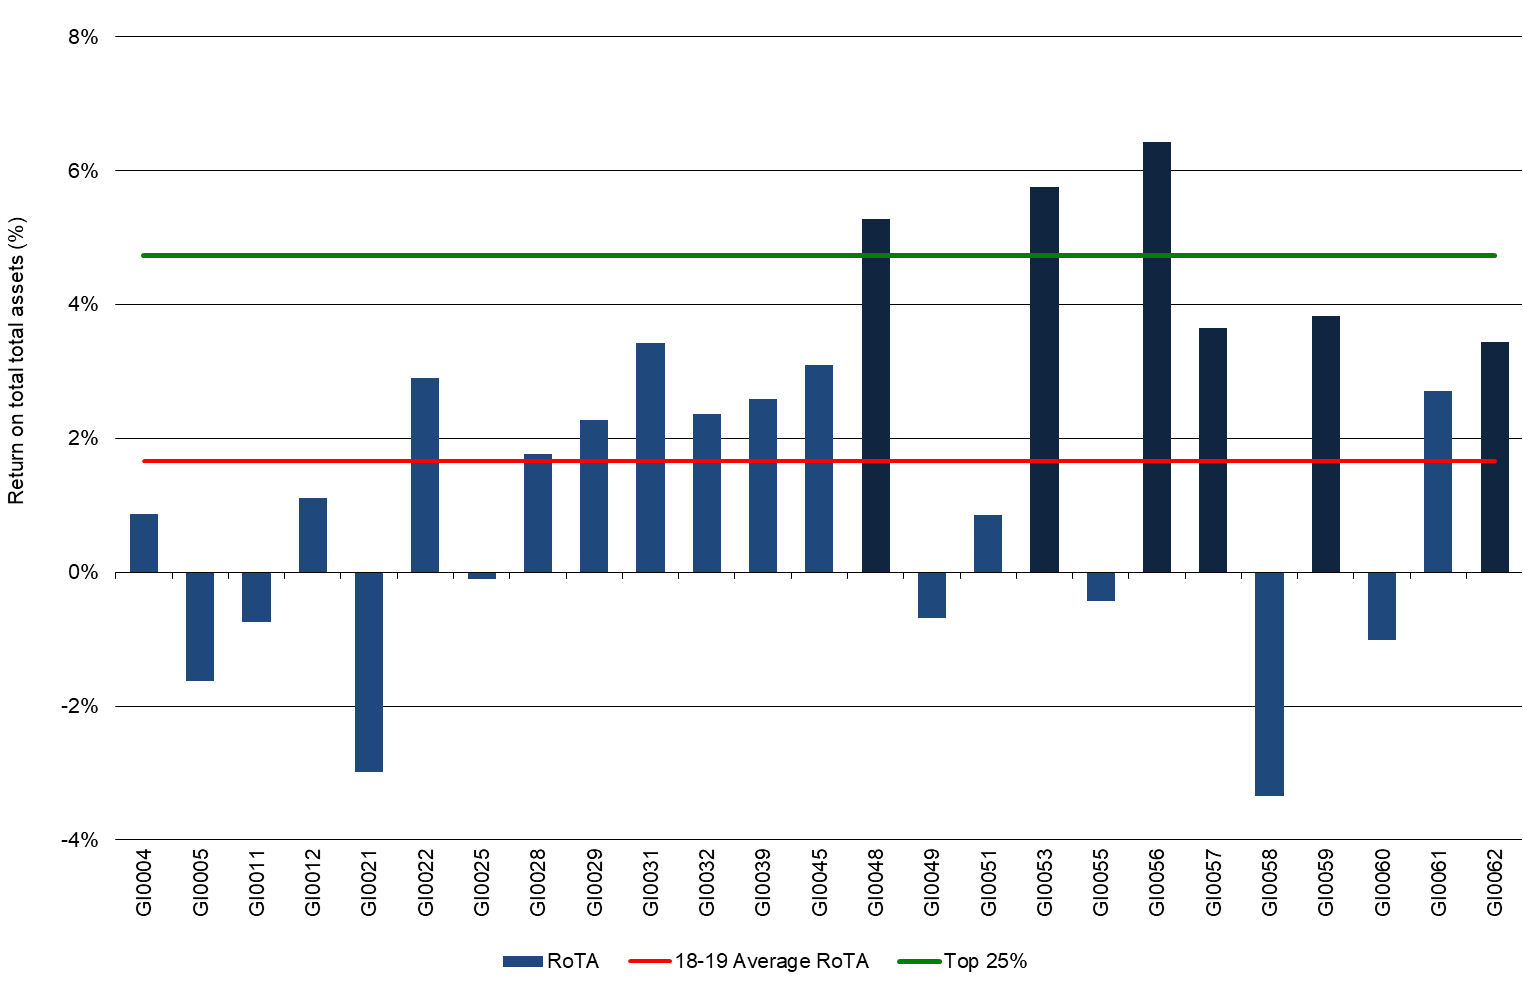 8%
6%
4%
2%
0%
-2%
-4%
Return on total total assets (%)
GI0004
GI0005
GI0011
GI0012
GI0021
GI0022
GI0025
GI0028
GI0029
GI0031
GI0032
GI0039
GI0045
GI0048
GI0049
GI0051
GI0053
GI0055
GI0056
GI0057
GI0058
GI0059
GI0060
GI0061
GI0062
RoTA 18-19 Average RoTA Top 25%